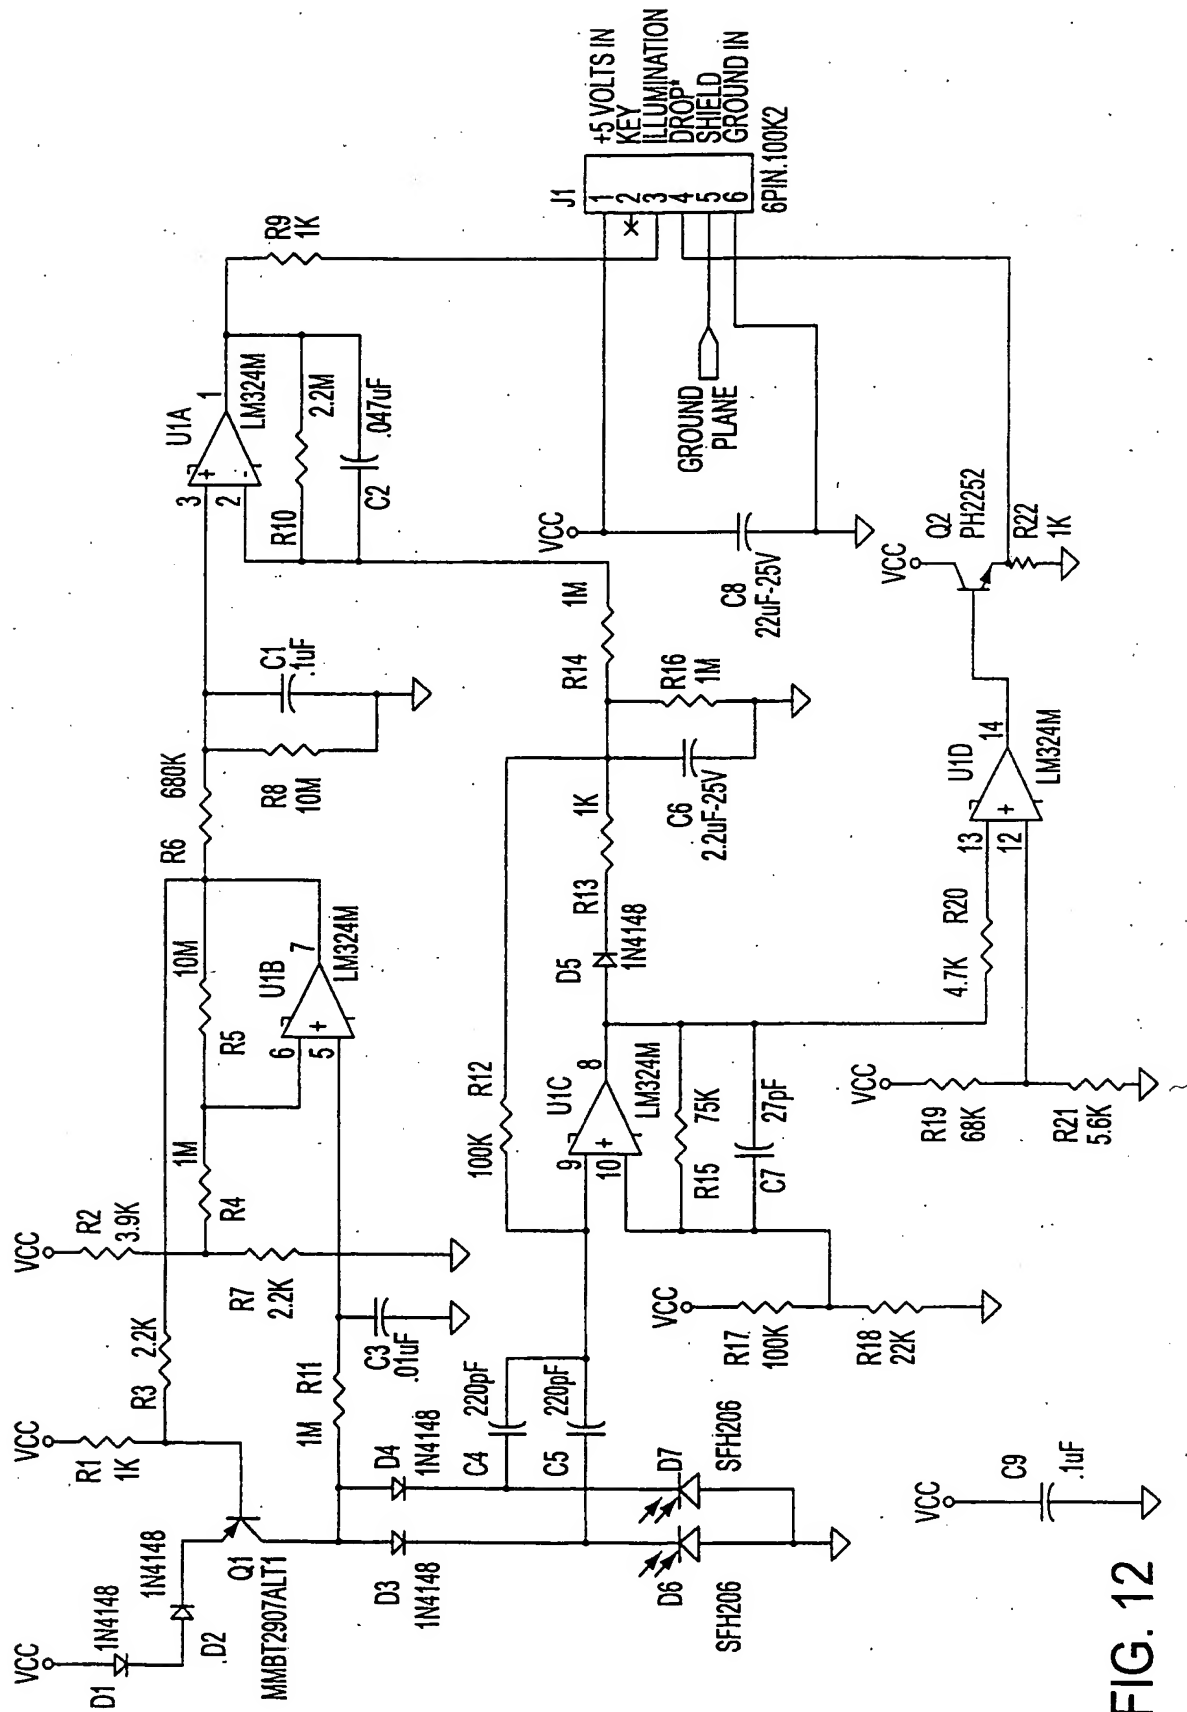 VCC
D1
1N4148
1N4148
D2
Q1
MMBT2907ALT1
VCC
R1
1K
R3
2.2K
VCC
R2
3.9K
R7
2.2K
R4
1M
R5
10M
6
5
U1B
7
LM324M
R6
680K
R8
10M
C1
.1uF
3
2
U1A
1
LM324M
R10
2.2M
C2
.047uF
R9
1K
1M
R11
C3
.01uF
D4
1N4148
D3
1N4148
C4
220pF
C5
220pF
D7
SFH206
D6
SFH206
100K
R12
9
10
U1C
8
LM324M
R15
75K
C7
27pF
VCC
R17
100K
R18
22K
D5
1N4148
R13
1K
C6
2.2uF-25V
R16
1M
R14
1M
VCC
C8
22uF-25V
GROUND
PLANE
J1
1
2
3
4
5
6
+5 VOLTS IN
KEY
ILLUMINATION
DROP*
SHIELD
GROUND IN
6PIN.100K2
VCC
R19
68K
R21
5.6K
4.7K
R20
13
12
U1D
14
LM324M
VCC
Q2
PH2252
R22
1K
VCC
C9
.1uF
FIG. 12